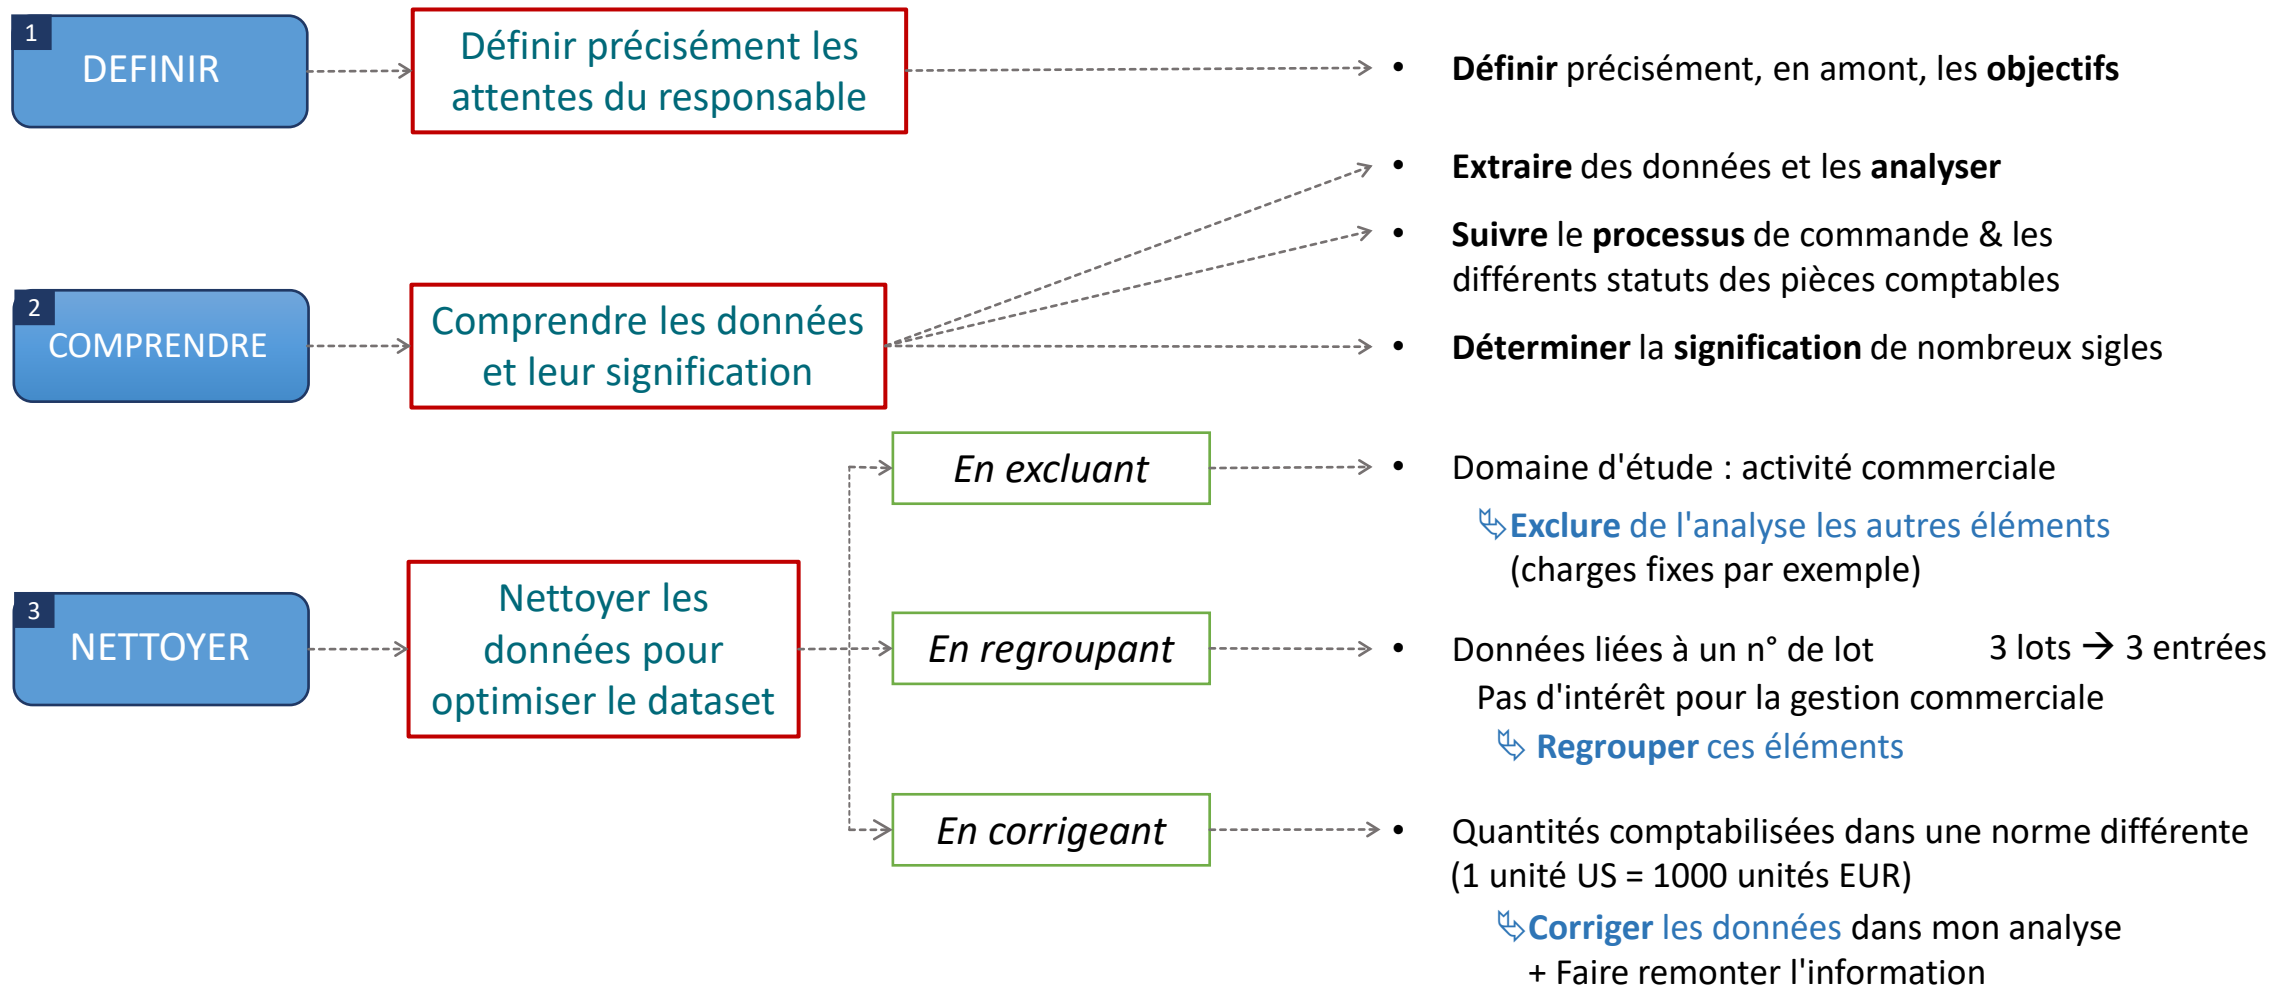 1
DEFINIR
Définir précisément les
attentes du responsable
• Définir précisément, en amont, les objectifs
• Extraire des données et les analyser
• Suivre le processus de commande & les
différents statuts des pièces comptables
2
COMPRENDRE
Comprendre les données
et leur signification
• Déterminer la signification de nombreux sigles
3
NETTOYER
Nettoyer les
données pour
optimiser le dataset
En excluant
• Domaine d'étude : activité commerciale
Exclure de l'analyse les autres éléments
(charges fixes par exemple)
En regroupant
• Données liées à un n° de lot 3 lots → 3 entrées
Pas d'intérêt pour la gestion commerciale
Regrouper ces éléments
En corrigeant
• Quantités comptabilisées dans une norme différente
(1 unité US = 1000 unités EUR)
Corriger les données dans mon analyse
+ Faire remonter l'information